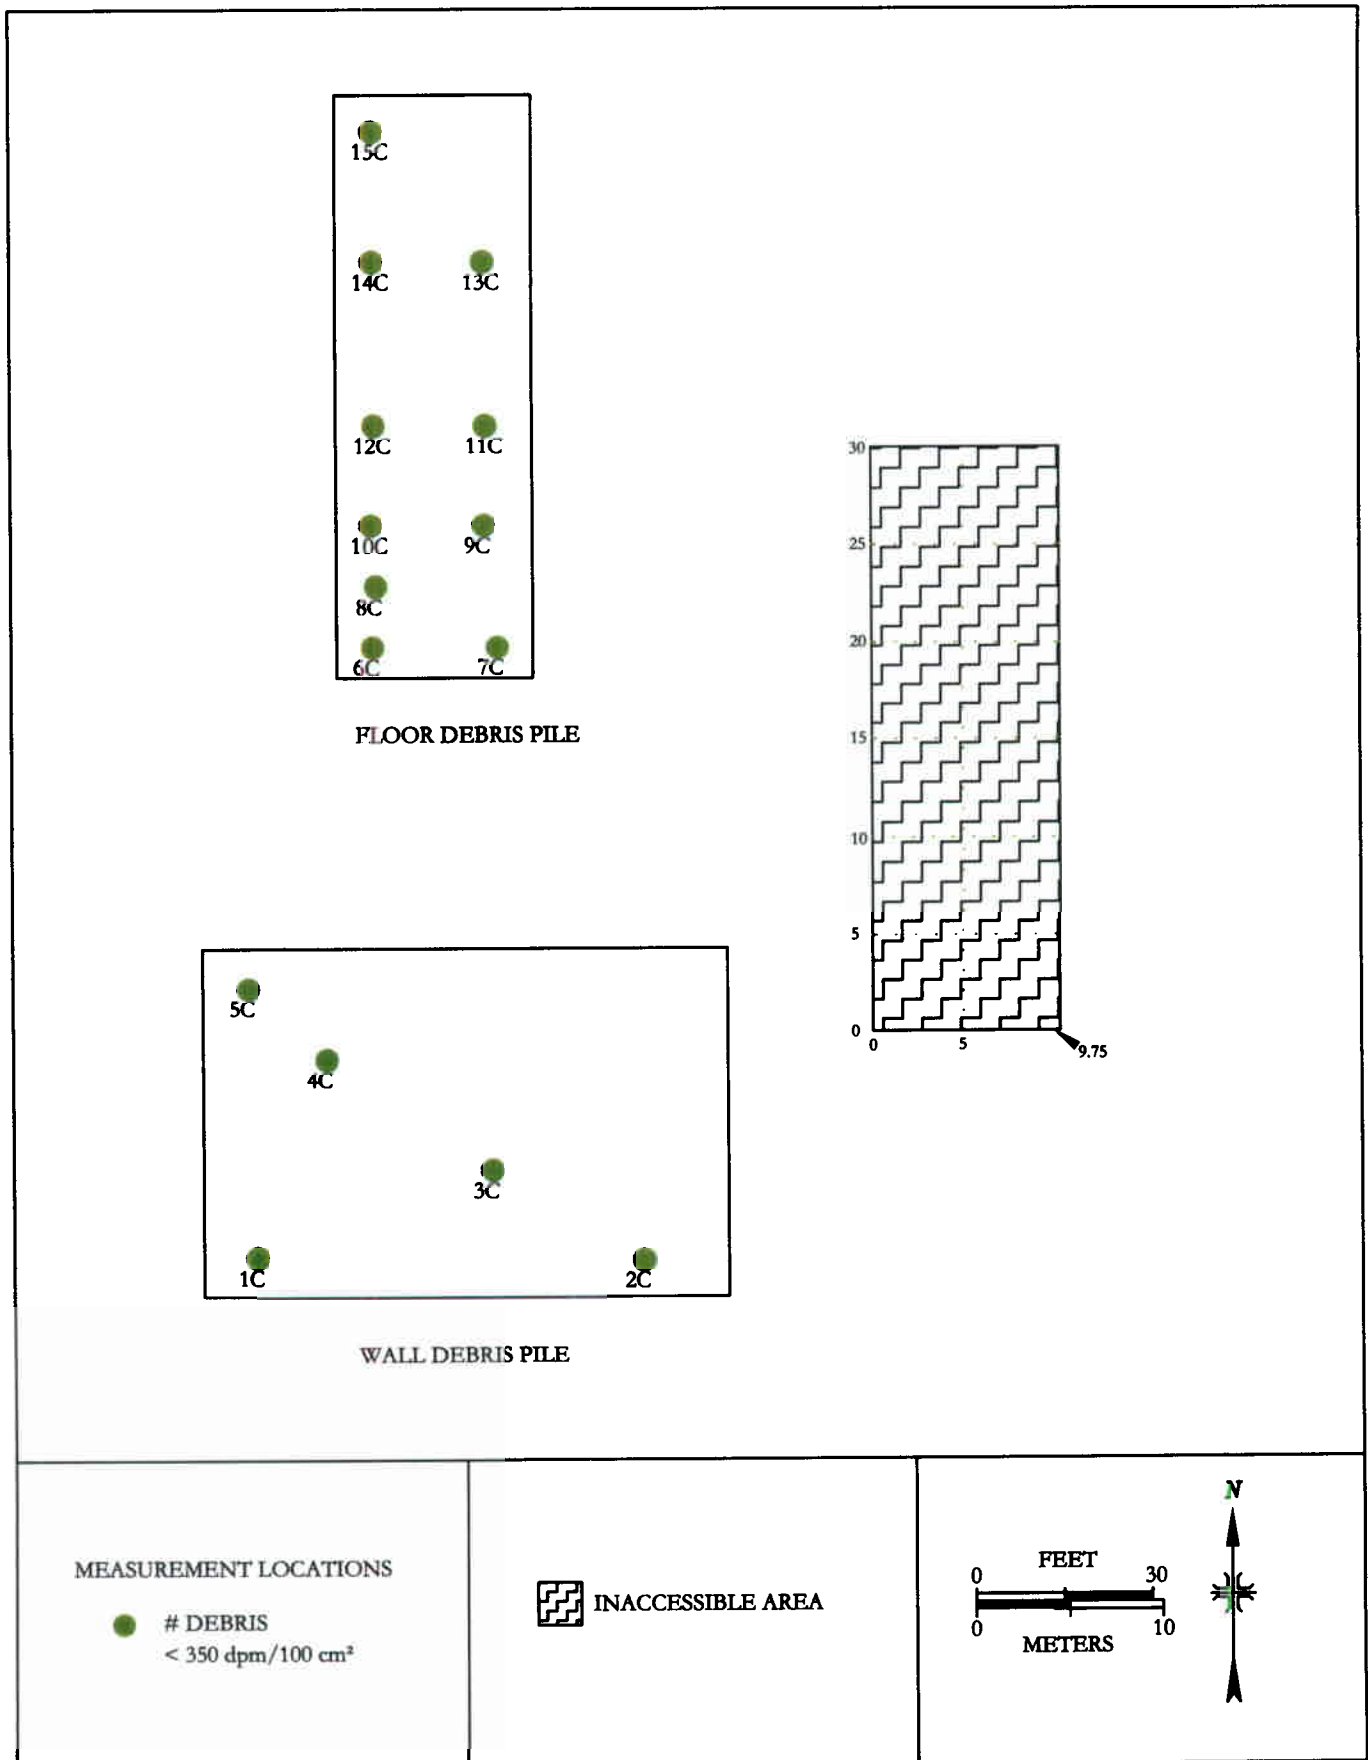 15C
14C 13C
12C 11C
10C 9C
8C
6C 7C
FLOOR DEBRIS PILE
30
25
20
15
10
5
0
0 5 9.75
5C
4C
3C
1C 2C
WALL DEBRIS PILE
MEASUREMENT LOCATIONS
# DEBRIS
< 350 dpm/100 cm²
INACCESSIBLE AREA
FEET
0 30
0 10
METERS
N